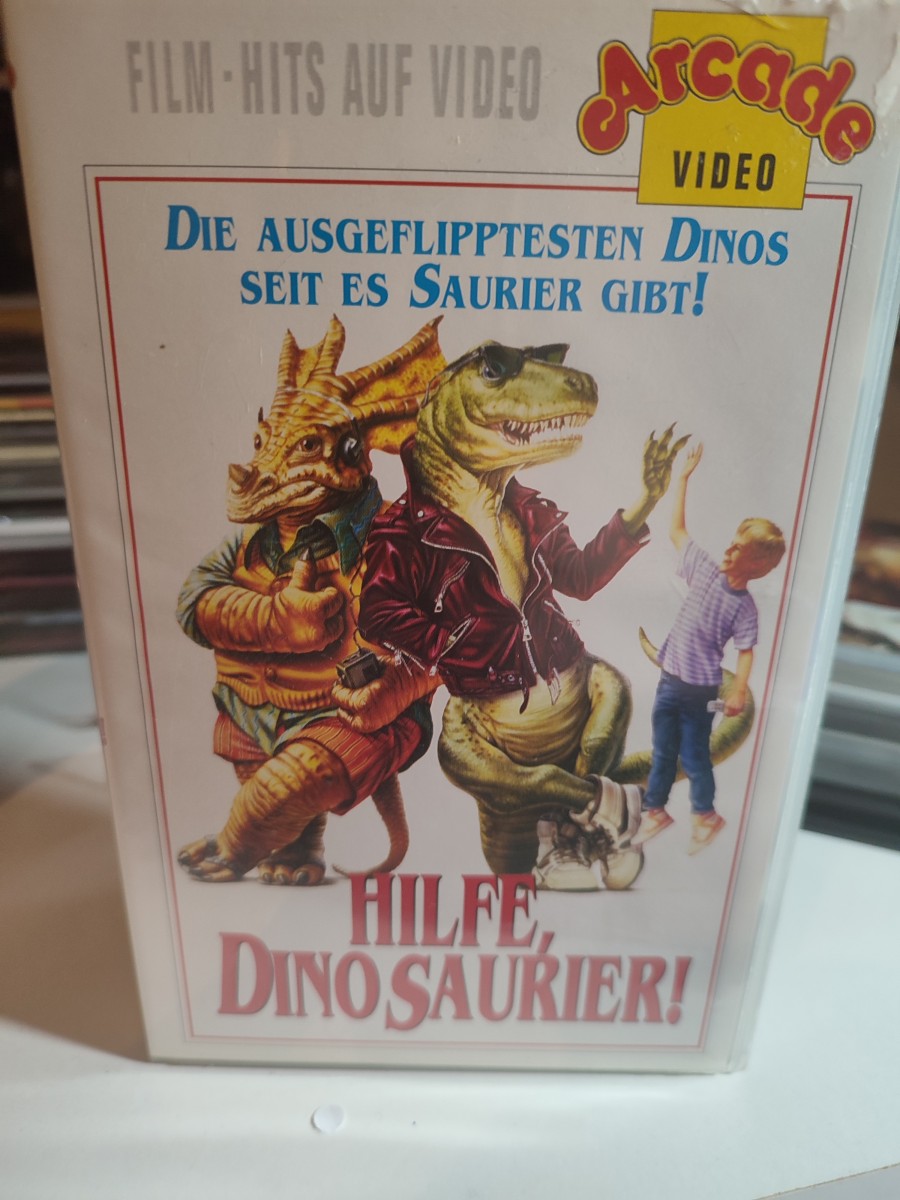 FILM-HITS AUF VIDEO
Arcade
VIDEO
DIE AUSGEFLIPPTESTEN DINOS
SEIT ES SAURIER GIBT!
HILFE,
DINOSAURIER!